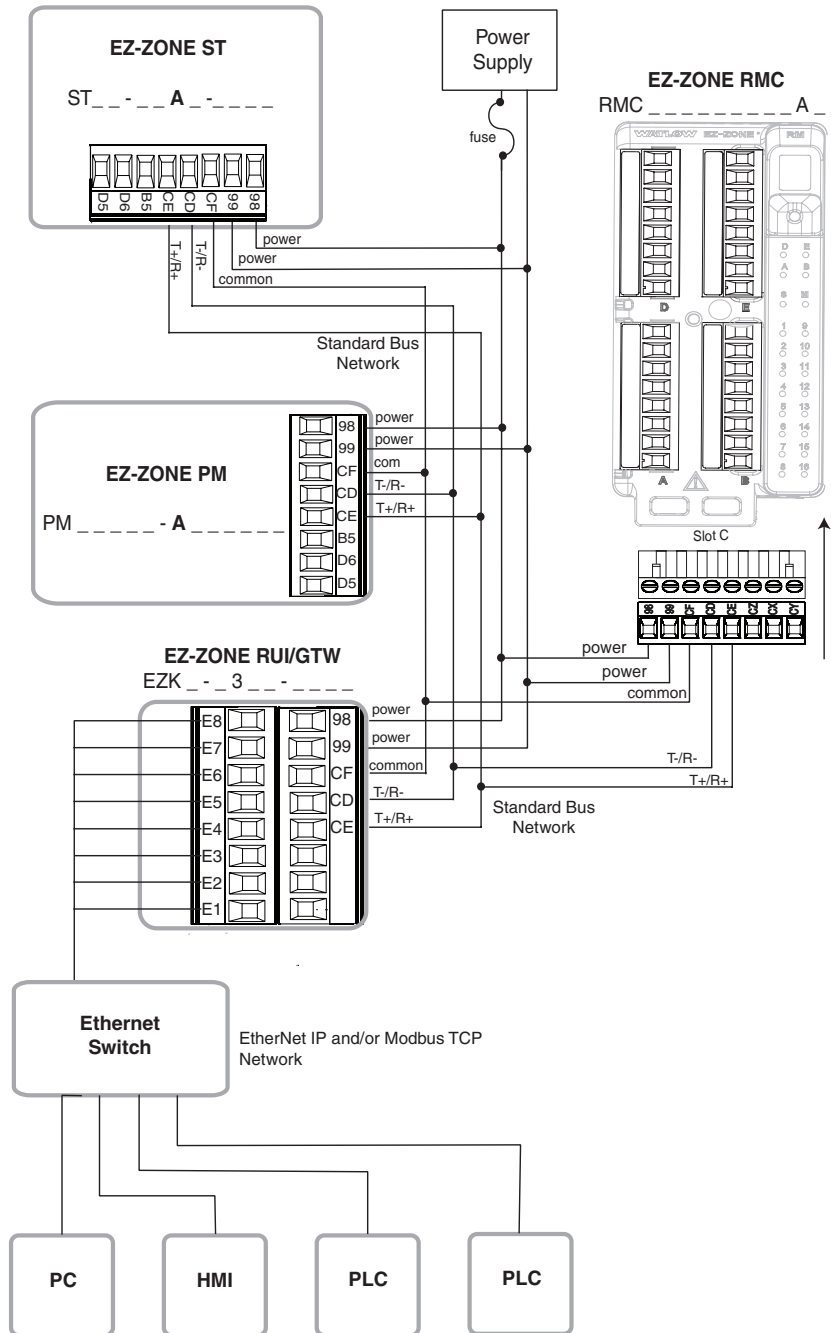 EZ-ZONE ST
ST_ _ - _ _ A _ -_ _ _ _
D5
D6
B5
CE
CD
CF
99
98
T+/R+
T-/R-
power
power
common
Standard Bus
Network
Power
Supply
fuse
EZ-ZONE RMC
RMC _ _ _ _ _ _ _ _ _ _ A _
WATLOW EZ-ZONE
RM
D E
A B
S M
1 9
2 10
3 11
4 12
5 13
6 14
7 15
8 16
D
E
A
B
Slot C
98
99
CF
CD
CE
CZ
CX
CY
power
power
common
T-/R-
T+/R+
Standard Bus
Network
EZ-ZONE PM
PM _ _ _ _ _ - A _ _ _ _ _ _
98
99
CF
CD
CE
B5
D6
D5
power
power
com
T-/R-
T+/R+
EZ-ZONE RUI/GTW
EZK _ - _ 3 _ _ - _ _ _ _
E8
E7
E6
E5
E4
E3
E2
E1
98
99
CF
CD
CE
power
power
common
T-/R-
T+/R+
Ethernet
Switch
EtherNet IP and/or Modbus TCP
Network
PC
HMI
PLC
PLC